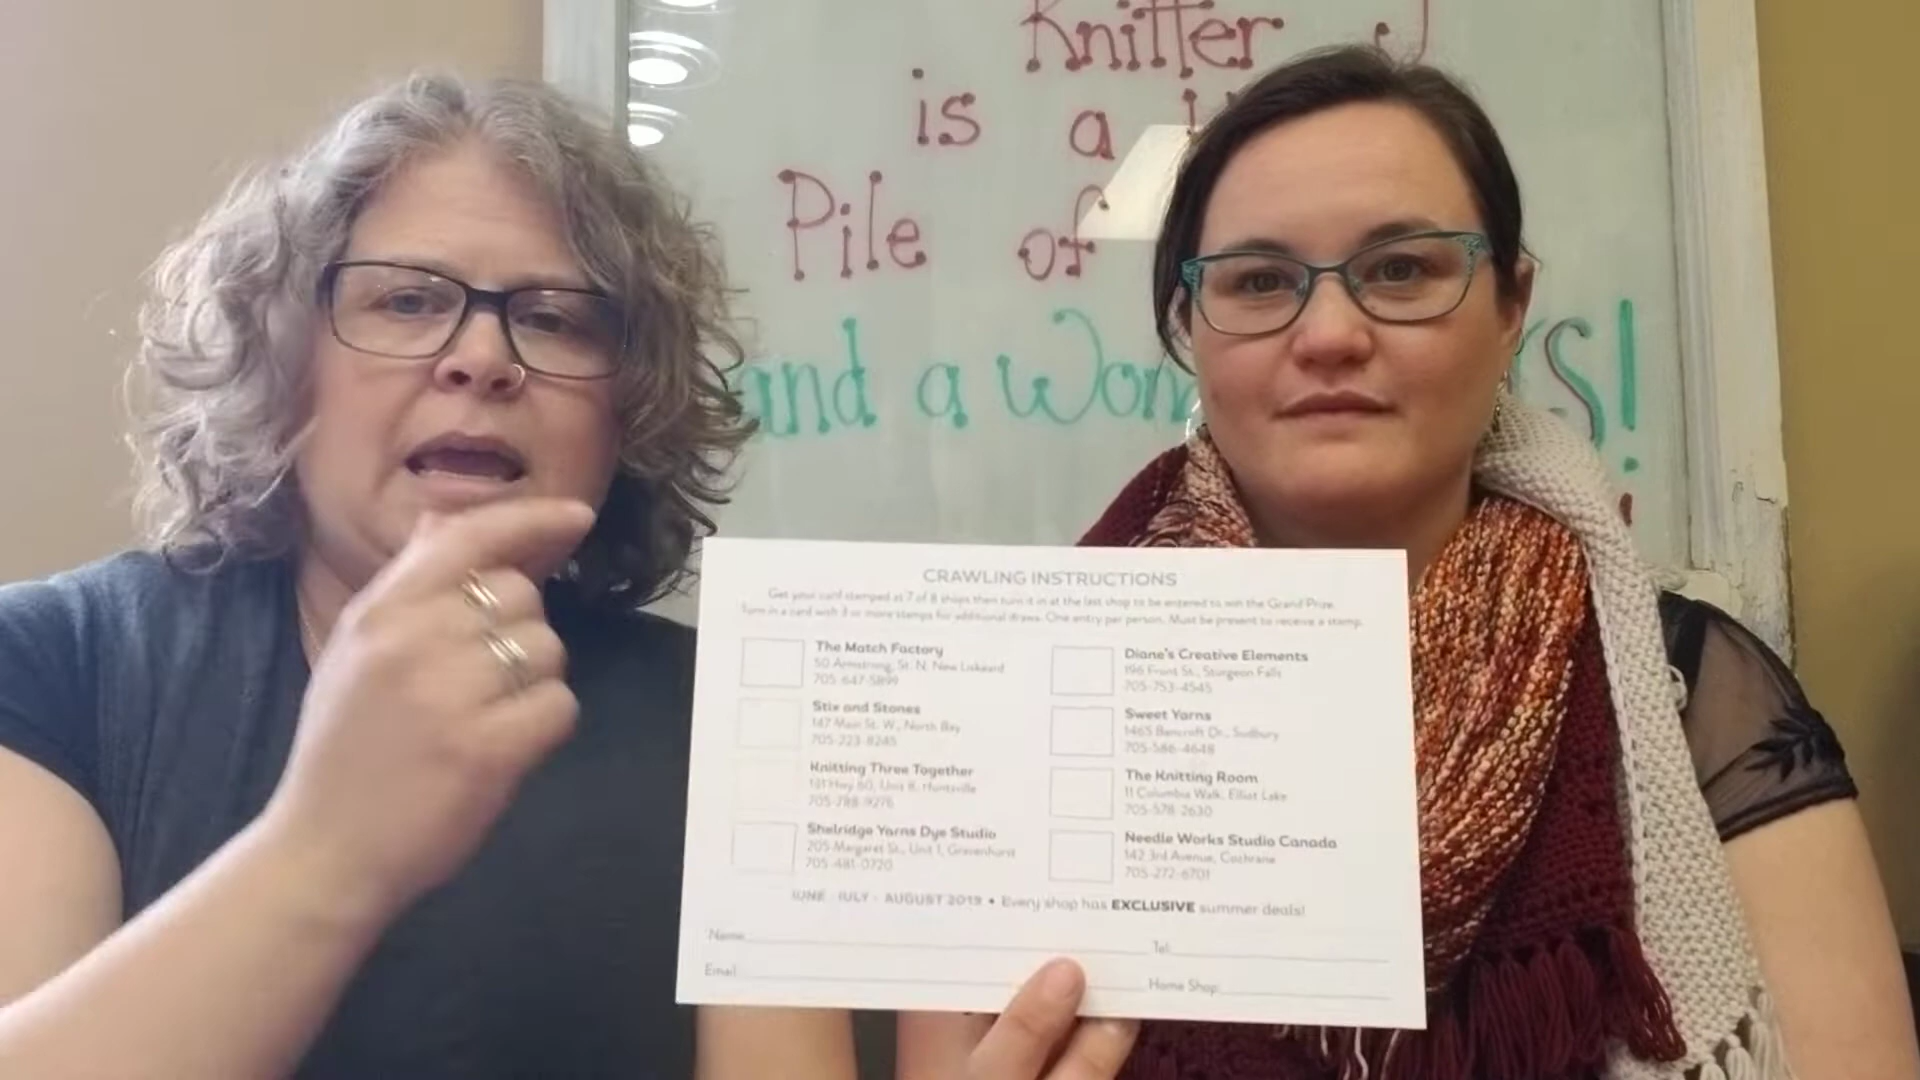 Knitter
is a
Pile of
and a Won S!
CRAWLING INSTRUCTIONS
Get your card stamped at 7 of 8 shops then turn it in at the last shop to be entered to win the Grand Prize.
Turn in a card with 3 or more stamps for additional draws. One entry per person. Must be present to receive a stamp.
The Match Factory
50 Armstrong, St. N. New Liskeard
705-647-5899
Stix and Stones
147 Main St. W., North Bay
705-223-8245
Knitting Three Together
Hwy 60, Unit 8, Huntsville
705-788-9276
Shelridge Yarns Dye Studio
205 Margaret St., Unit 1, Gravenhurst
705-481-0720
Diane's Creative Elements
196 Front St., Sturgeon Falls
705-753-4545
Sweet Yarns
1465 Bancroft Dr., Sudbury
705-586-4648
The Knitting Room
11 Columbia Walk, Elliot Lake
705-578-2630
Needle Works Studio Canada
142 3rd Avenue, Cochrane
705-272-6701
JUNE - JULY - AUGUST 2019 • Every shop has EXCLUSIVE summer deals!
Name Tel:
Email Home Shop: